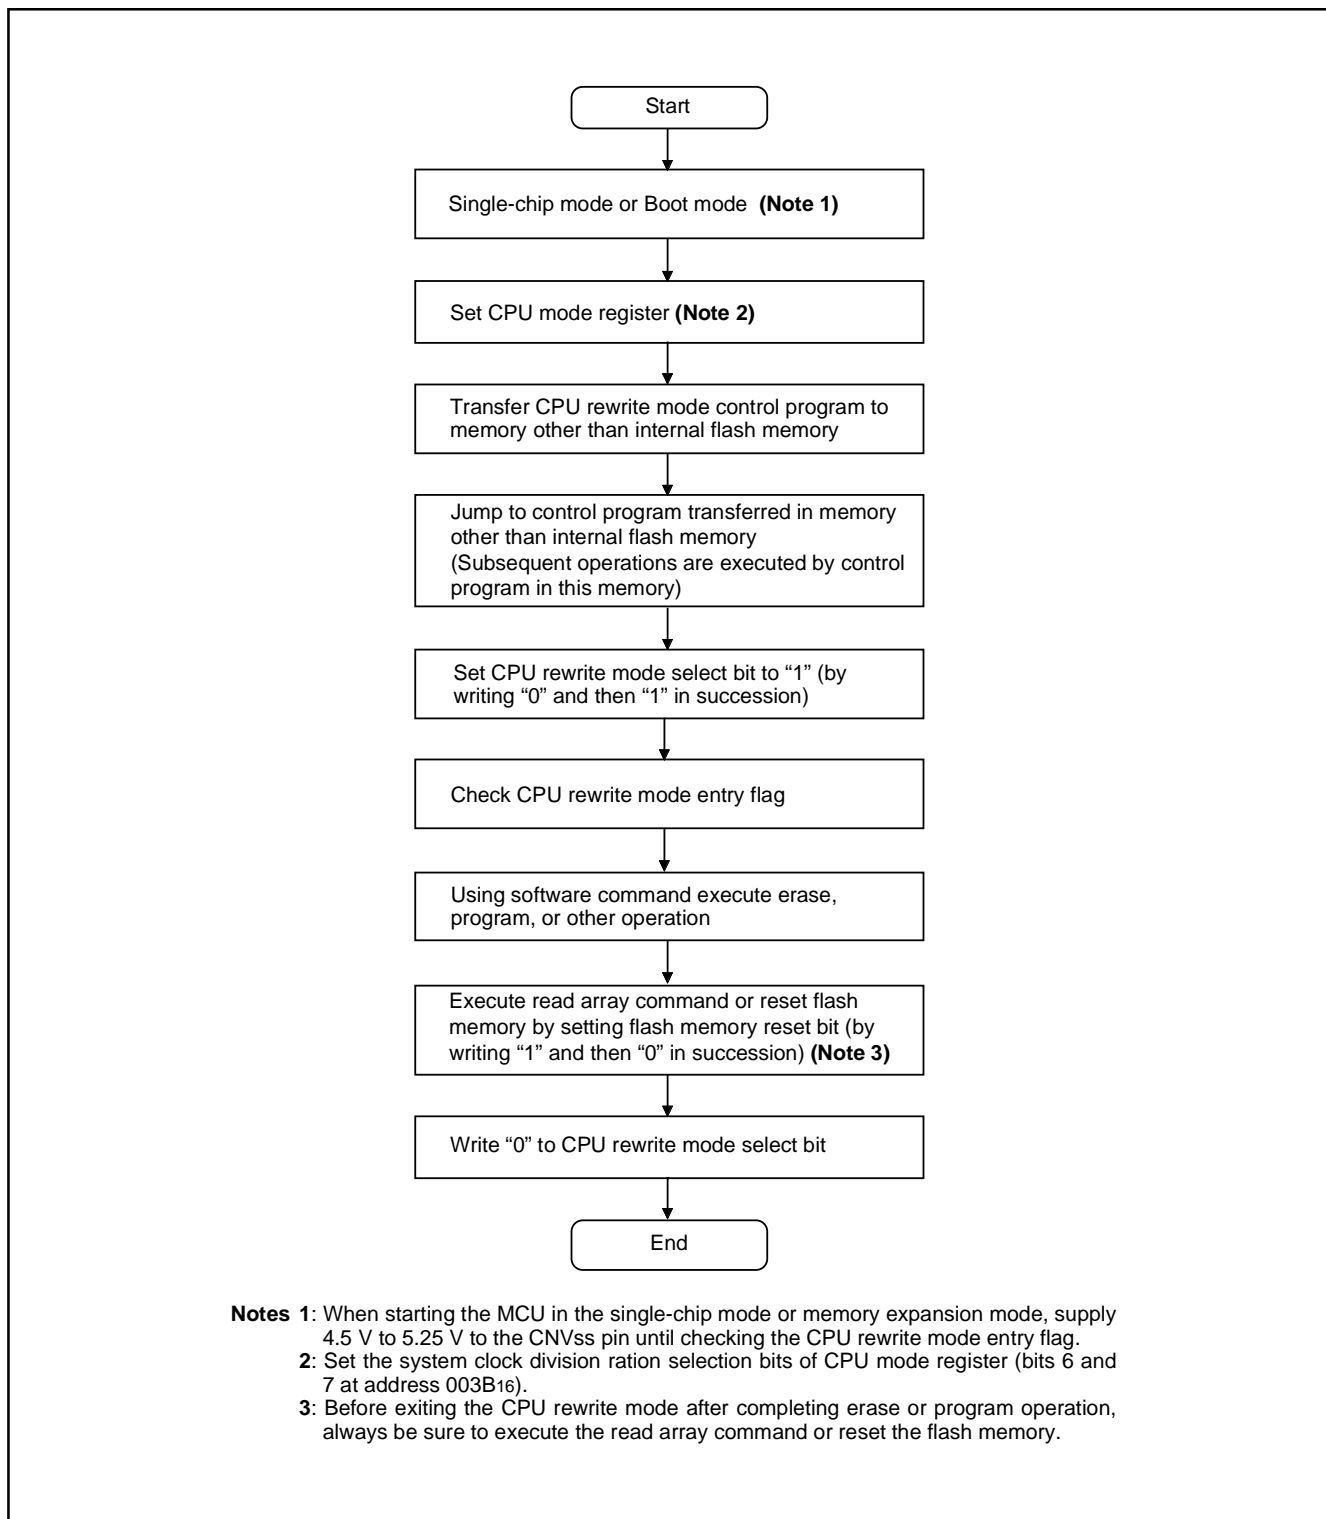 Start
Single-chip mode or Boot mode (Note 1)
Set CPU mode register (Note 2)
Transfer CPU rewrite mode control program to
memory other than internal flash memory
Jump to control program transferred in memory
other than internal flash memory
(Subsequent operations are executed by control
program in this memory)
Set CPU rewrite mode select bit to “1” (by
writing “0” and then “1” in succession)
Check CPU rewrite mode entry flag
Using software command execute erase,
program, or other operation
Execute read array command or reset flash
memory by setting flash memory reset bit (by
writing “1” and then “0” in succession) (Note 3)
Write “0” to CPU rewrite mode select bit
End
Notes 1: When starting the MCU in the single-chip mode or memory expansion mode, supply
4.5 V to 5.25 V to the CNVss pin until checking the CPU rewrite mode entry flag.
2: Set the system clock division ration selection bits of CPU mode register (bits 6 and
7 at address 003B16).
3: Before exiting the CPU rewrite mode after completing erase or program operation,
always be sure to execute the read array command or reset the flash memory.